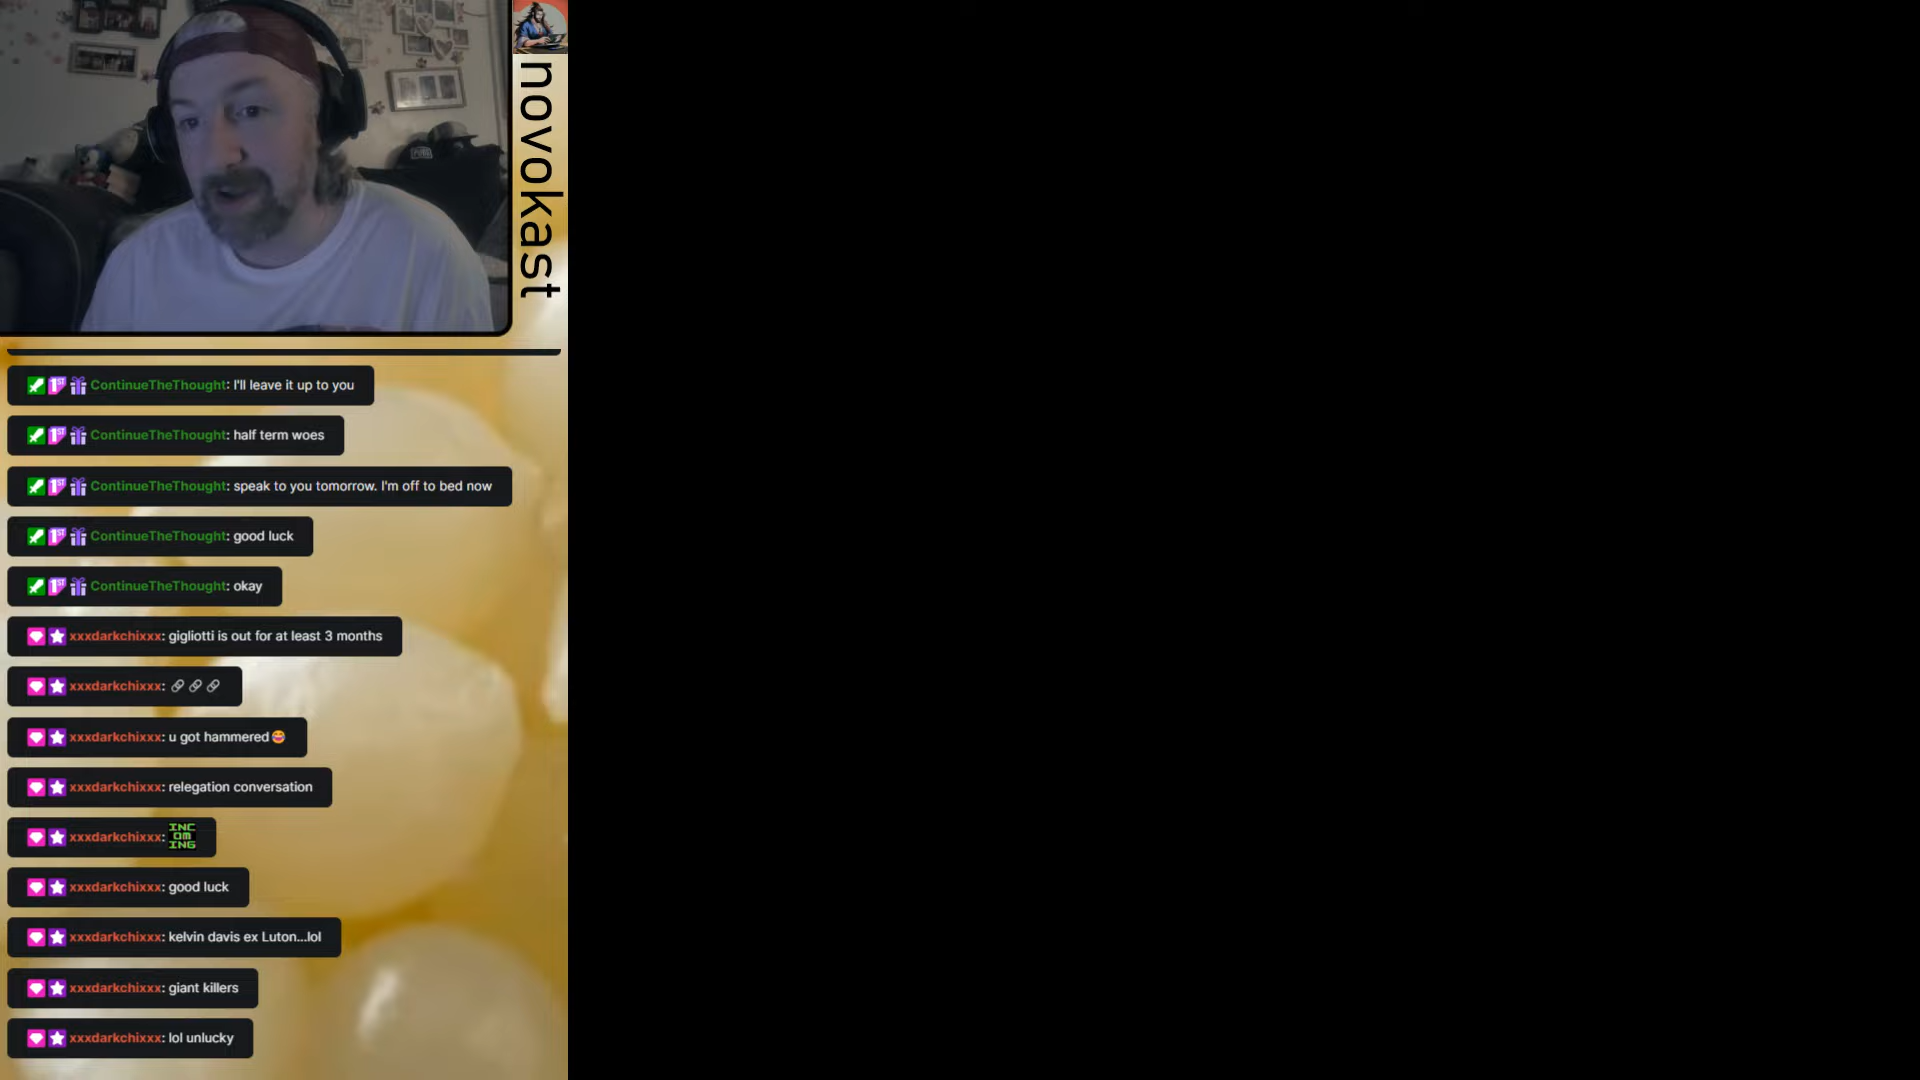 novokast
ContinueTheThought: I'll leave it up to you
ContinueTheThought: half term woes
ContinueTheThought: speak to you tomorrow. I'm off to bed now
ContinueTheThought: good luck
ContinueTheThought: okay
xxxdarkchixxx: gigliotti is out for at least 3 months
xxxdarkchixxx: 🔗 🔗 🔗
xxxdarkchixxx: u got hammered😂
xxxdarkchixxx: relegation conversation
xxxdarkchixxx: INCOMING
xxxdarkchixxx: good luck
xxxdarkchixxx: kelvin davis ex Luton...lol
xxxdarkchixxx: giant killers
xxxdarkchixxx: lol unlucky